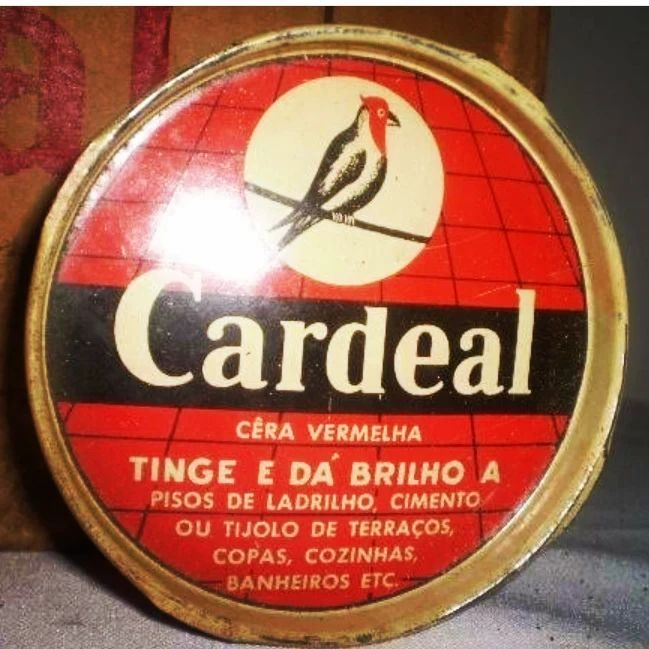 Cardeal
CÊRA VERMELHA
TINGE E DÁ BRILHO A
PISOS DE LADRILHO, CIMENTO
OU TIJOLO DE TERRAÇOS,
COPAS, COZINHAS,
BANHEIROS ETC.